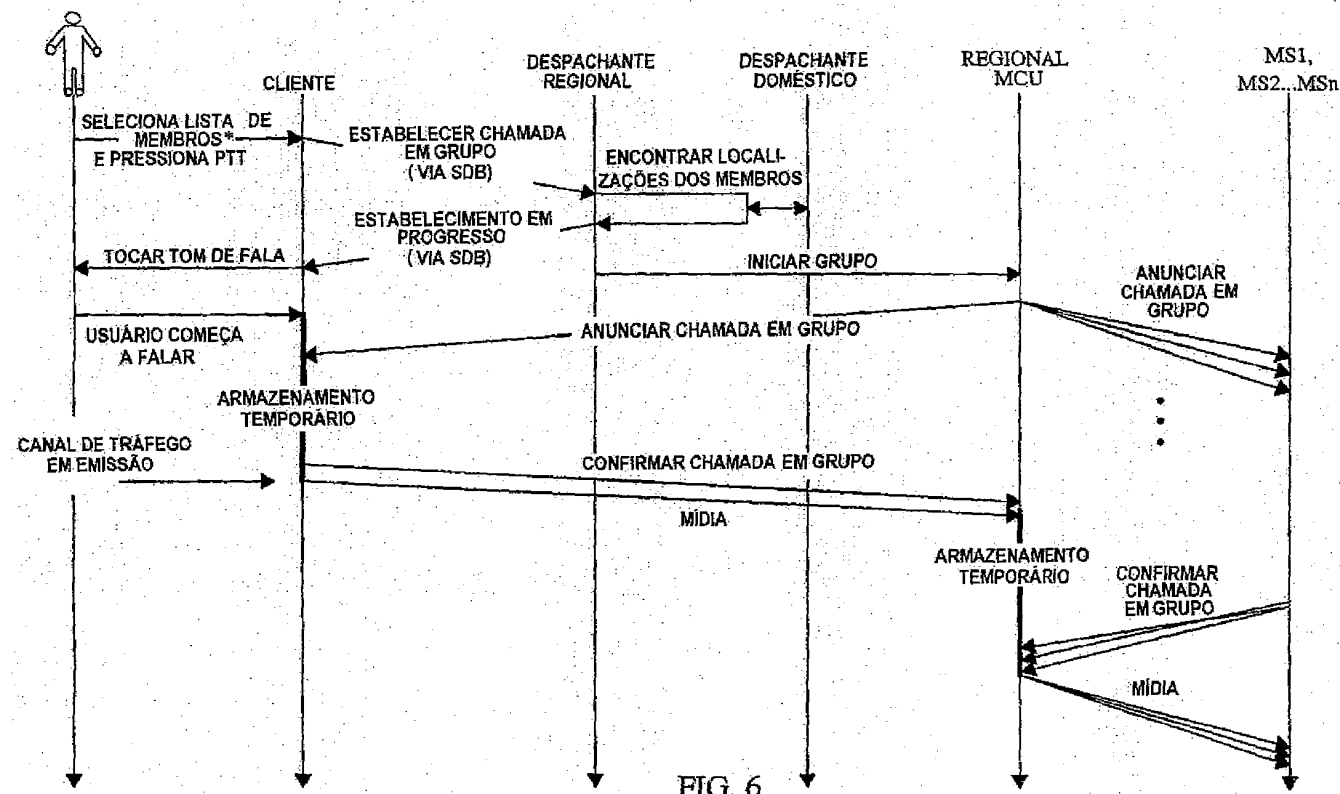 CLIENTE
DESPACHANTE
REGIONAL
DESPACHANTE
DOMÉSTICO
REGIONAL
MCU
MS1,
MS2...MSn
SELECIONA LISTA DE
MEMBROS*
E PRESSIONA PTT
ESTABELECER CHAMADA
EM GRUPO
(VIA SDB)
ENCONTRAR LOCALI-
ZAÇÕES DOS MEMBROS
ESTABELECIMENTO EM
PROGRESSO
(VIA SDB)
TOCAR TOM DE FALA
INICIAR GRUPO
ANUNCIAR
CHAMADA EM
GRUPO
USUÁRIO COMEÇA
A FALAR
ANUNCIAR CHAMADA EM GRUPO
ARMAZENAMENTO
TEMPORÁRIO
CANAL DE TRÁFEGO
EM EMISSÃO
CONFIRMAR CHAMADA EM GRUPO
MÍDIA
ARMAZENAMENTO
TEMPORÁRIO
CONFIRMAR
CHAMADA
EM GRUPO
MÍDIA
FIG. 6